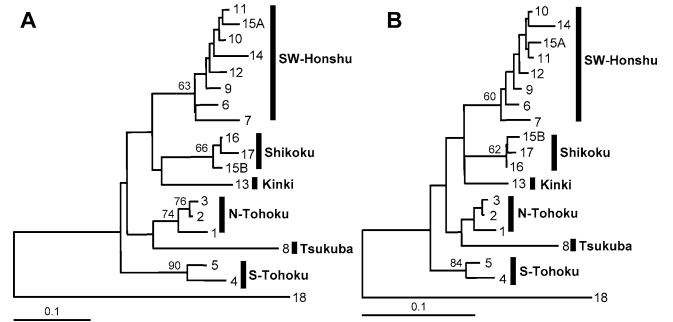 A
11
15A
10
14
12
9
6
7
63
SW-Honshu
16
17
15B
66
Shikoku
13
Kinki
3
2
1
76
74
N-Tohoku
8
Tsukuba
5
4
90
S-Tohoku
18
0.1
B
10
14
15A
11
12
9
6
7
60
SW-Honshu
15B
17
16
62
Shikoku
13
Kinki
3
2
1
N-Tohoku
8
Tsukuba
5
4
84
S-Tohoku
18
0.1